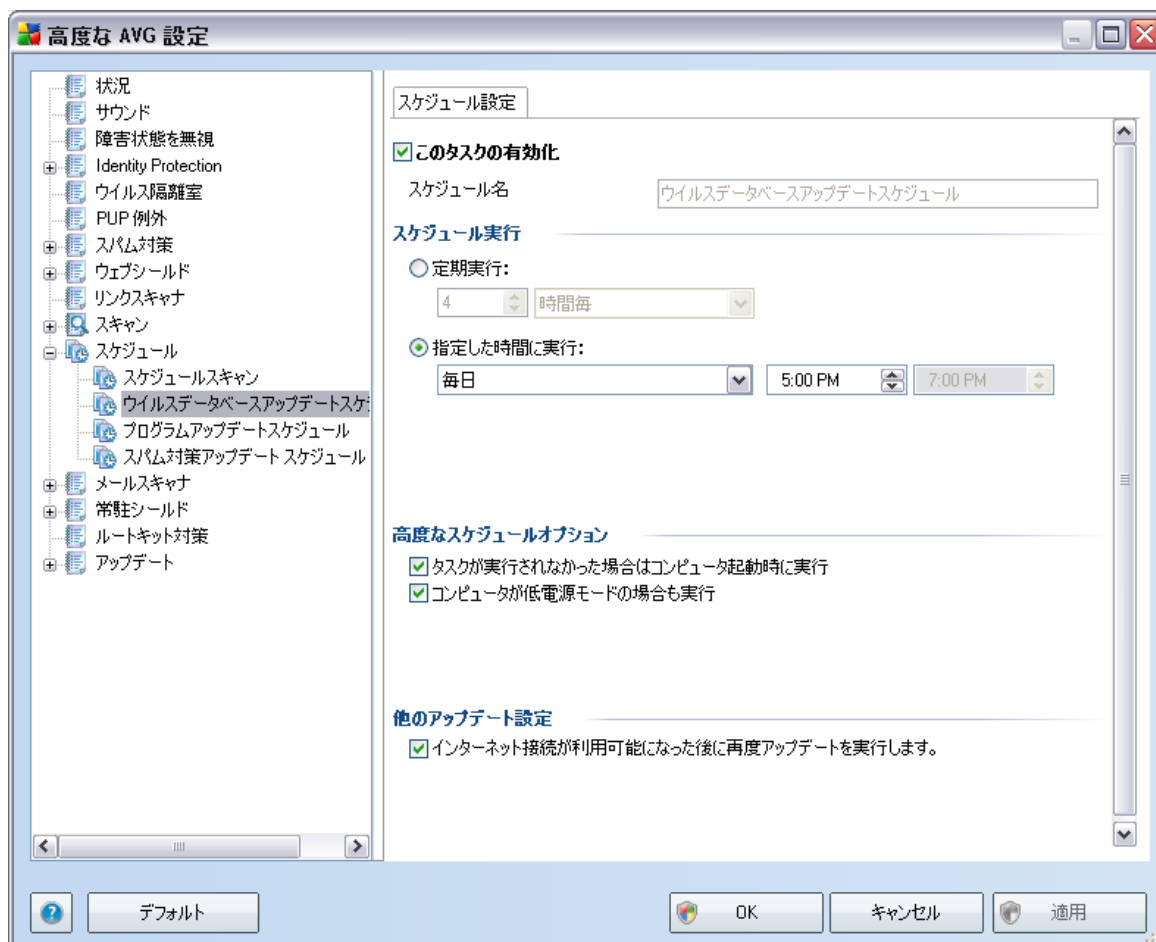 高度な AVG 設定
状況
サウンド
障害状態を無視
Identity Protection
ウイルス隔離室
PUP 例外
スパム対策
ウェブシールド
リンクスキャナ
スキャン
スケジュール
スケジュールスキャン
ウイルスデータベースアップデートスケ
プログラムアップデートスケジュール
スパム対策アップデート スケジュール
メールスキャナ
常駐シールド
ルートキット対策
アップデート
スケジュール設定
このタスクの有効化
スケジュール名
ウイルスデータベースアップデートスケジュール
スケジュール実行
定期実行:
4 時間毎
指定した時間に実行:
毎日 5:00 PM 7:00 PM
高度なスケジュールオプション
タスクが実行されなかった場合はコンピュータ起動時に実行
コンピュータが低電源モードの場合も実行
他のアップデート設定
インターネット接続が利用可能になった後に再度アップデートを実行します。
デフォルト
OK
キャンセル
適用